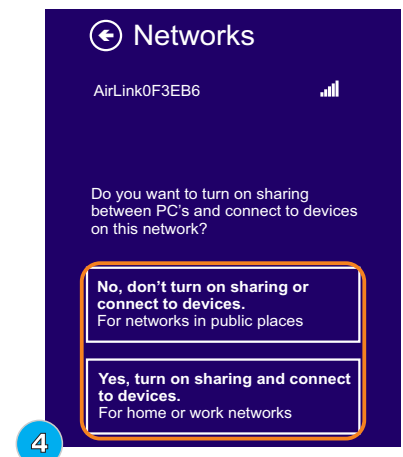 Networks
AirLink0F3EB6
Do you want to turn on sharing
between PC's and connect to devices
on this network?
No, don't turn on sharing or
connect to devices.
For networks in public places
Yes, turn on sharing and connect
to devices.
For home or work networks
4